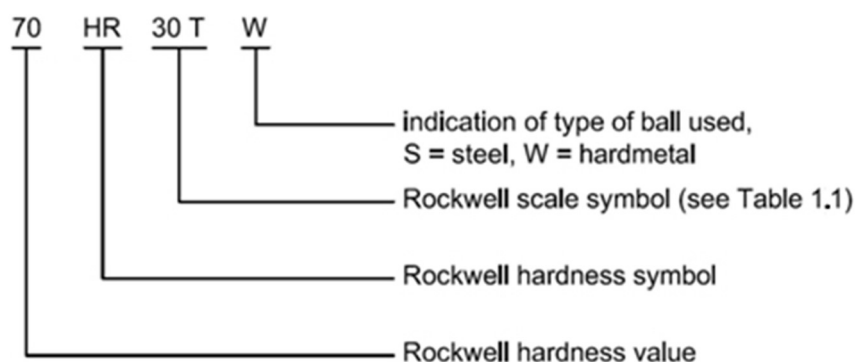 70 HR 30 T W
indication of type of ball used,
S = steel, W = hardmetal
Rockwell scale symbol (see Table 1.1)
Rockwell hardness symbol
Rockwell hardness value